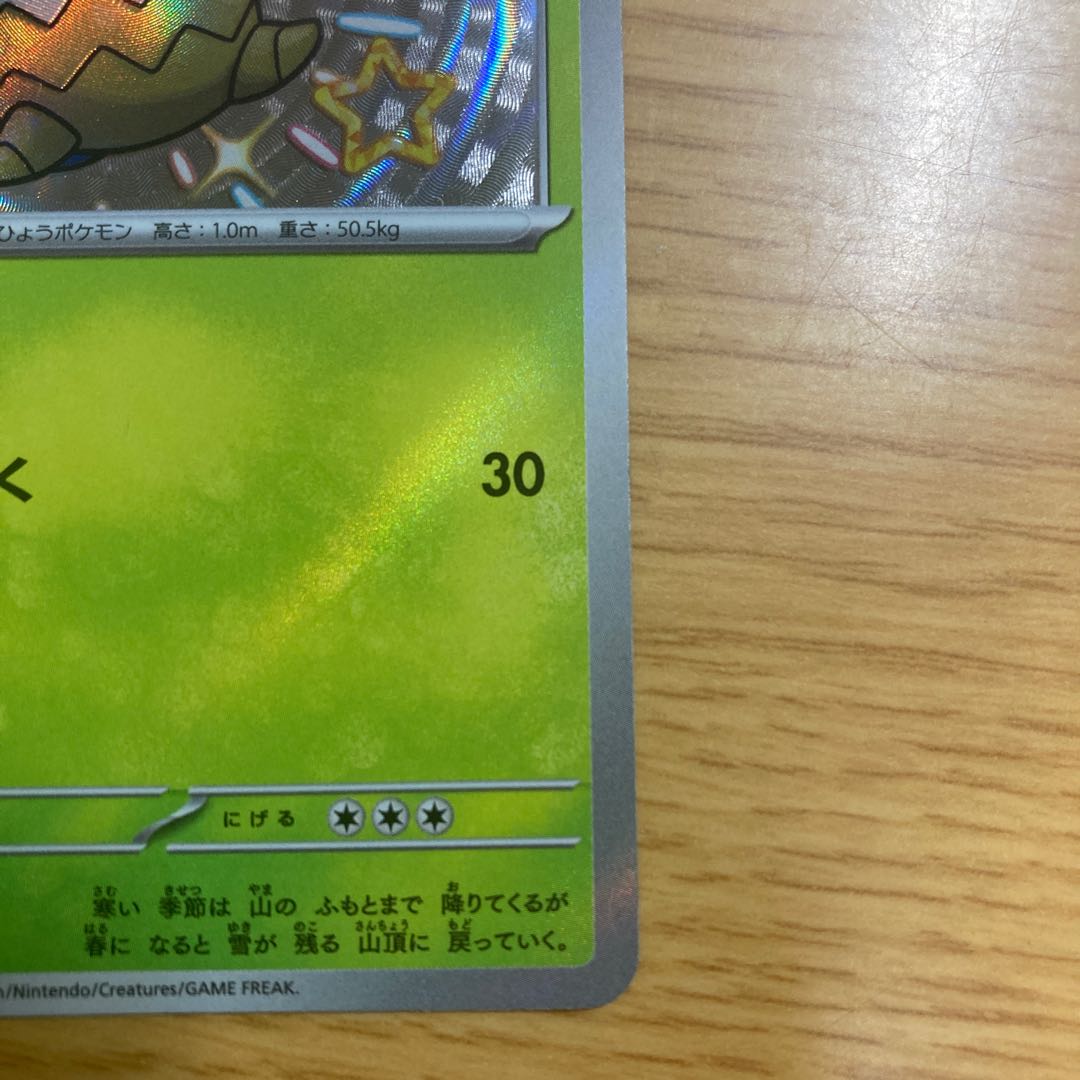 ひょうポケモン 高さ：1.0m 重さ：50.5kg
く 30
にげる
寒い 季節は 山の ふもとまで 降りてくるが
春に なると 雪が 残る 山頂に 戻っていく。
/Nintendo/Creatures/GAME FREAK.